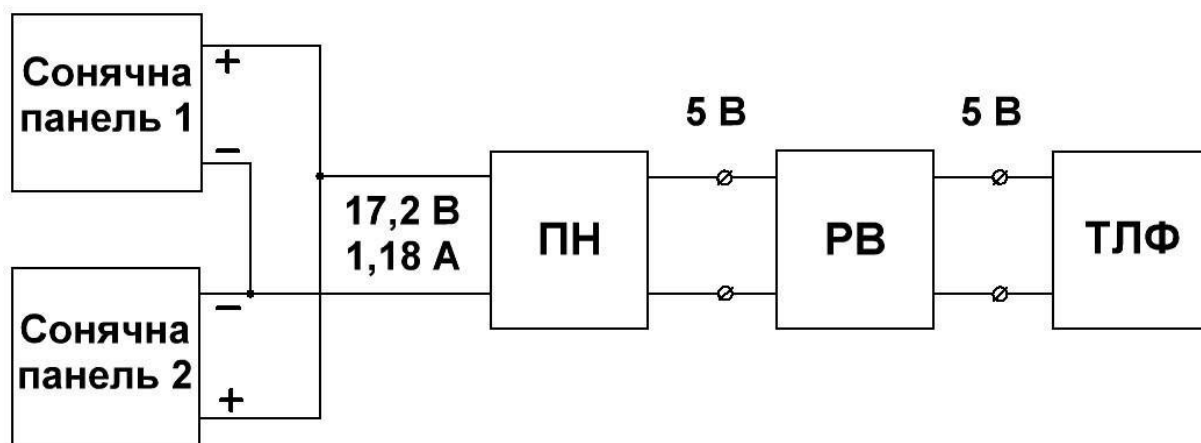 Сонячна
панель 1
+
−
17,2 В
1,18 А
ПН
5 В
РВ
5 В
ТЛФ
Сонячна
панель 2
−
+